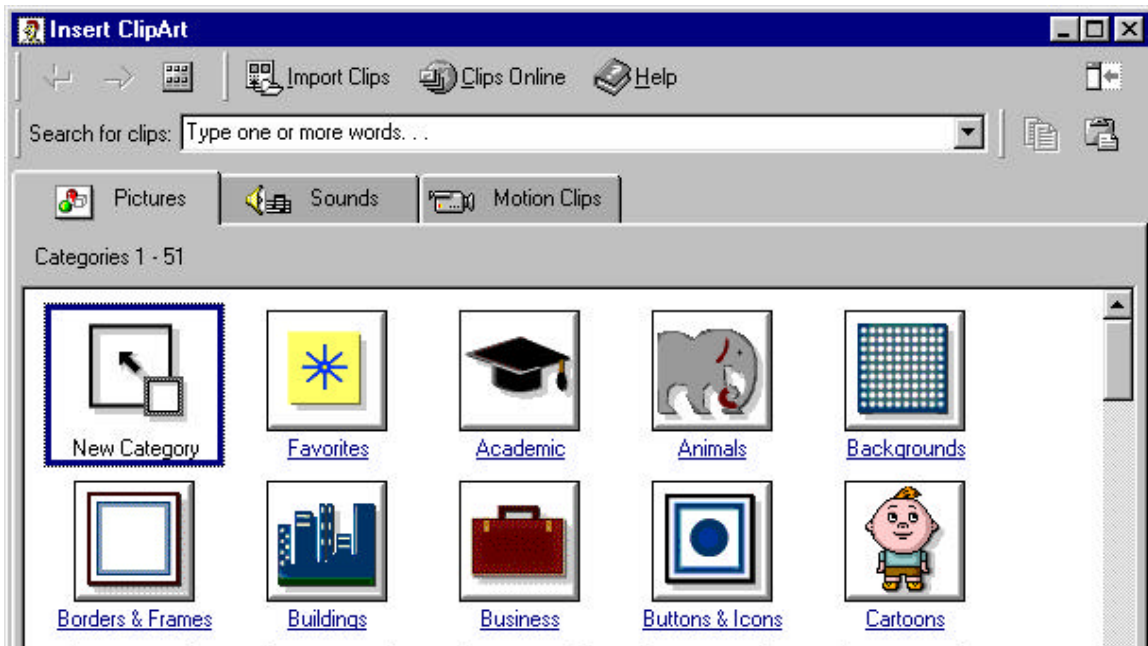 Insert ClipArt
Import Clips Clips Online Help
Search for clips: Type one or more words. . .
Pictures Sounds Motion Clips
Categories 1 - 51
New Category Favorites Academic Animals Backgrounds
Borders & Frames Buildings Business Buttons & Icons Cartoons